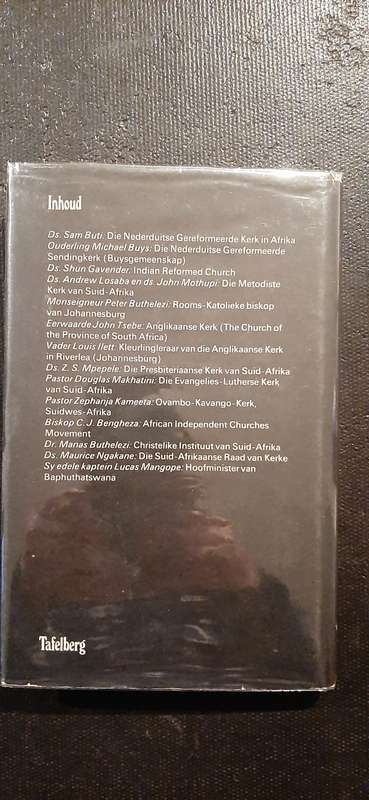 Inhoud
Ds. Sam Buti: Die Nederduitse Gereformeerde Kerk in Afrika
Ouderling Michael Buys: Die Nederduitse Gereformeerde
Sendingkerk (Buysgemeenskap)
Ds. Shun Gavender: Indian Reformed Church
Ds. Andrew Losaba en ds. John Mothupi: Die Metodiste
Kerk van Suid-Afrika
Monseigneur Peter Buthelezi: Rooms-Katolieke biskop
van Johannesburg
Eerwaarde John Tsebe: Anglikaanse Kerk (The Church of
the Province of South Africa)
Vader Louis Ilett: Kleurlingleraar van die Anglikaanse Kerk
in Riverlea (Johannesburg)
Ds. Z. S. Mpepele: Die Presbiteriaanse Kerk van Suid-Afrika
Pastor Douglas Makhatini: Die Evangelies-Lutherse Kerk
van Suid-Afrika
Pastor Zephanja Kameeta: Ovambo-Kavango-Kerk,
Suidwes-Afrika
Biskop C. J. Bengheza: African Independent Churches
Movement
Dr. Manas Buthelezi: Christelike Instituut van Suid-Afrika
Ds. Maurice Ngakane: Die Suid-Afrikaanse Raad van Kerke
Sy edele kaptein Lucas Mangope: Hoofminister van
Baphuthatswana
Tafelberg